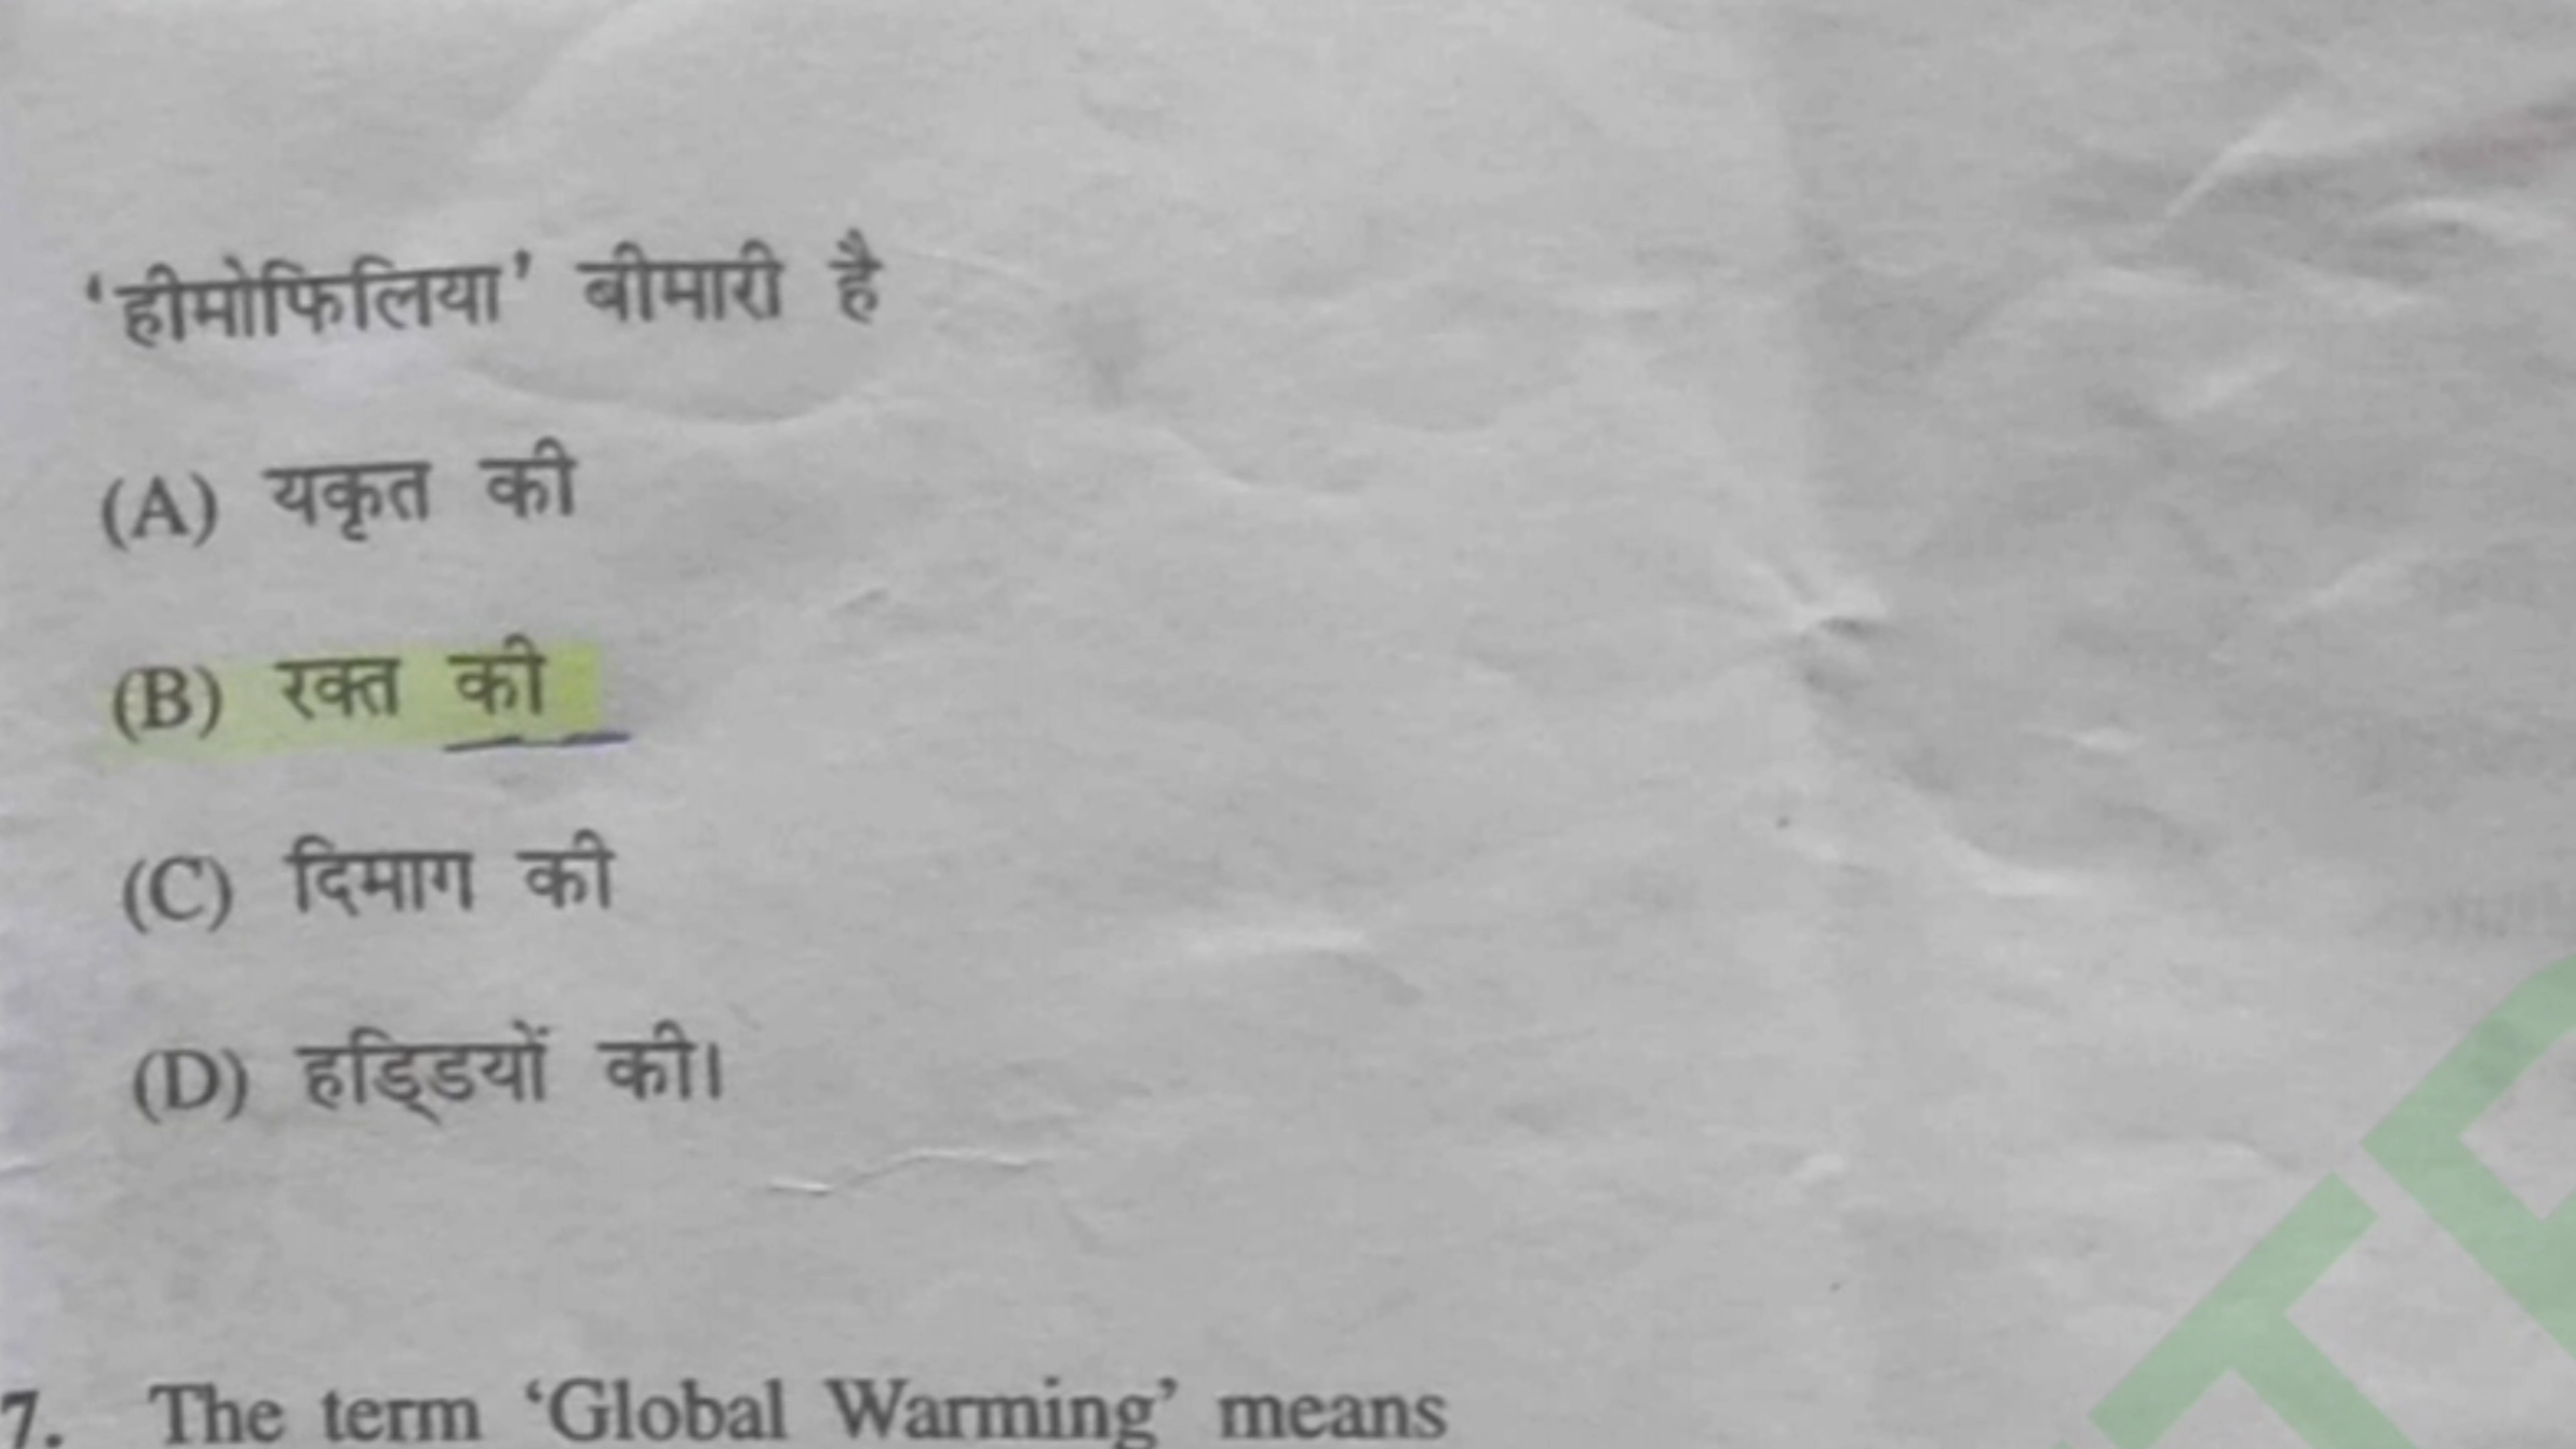 ‘हीमोफिलिया’ बीमारी है
(A) यकृत की
(B) रक्त की
(C) दिमाग की
(D) हड्डियों की।
7. The term ‘Global Warming’ means